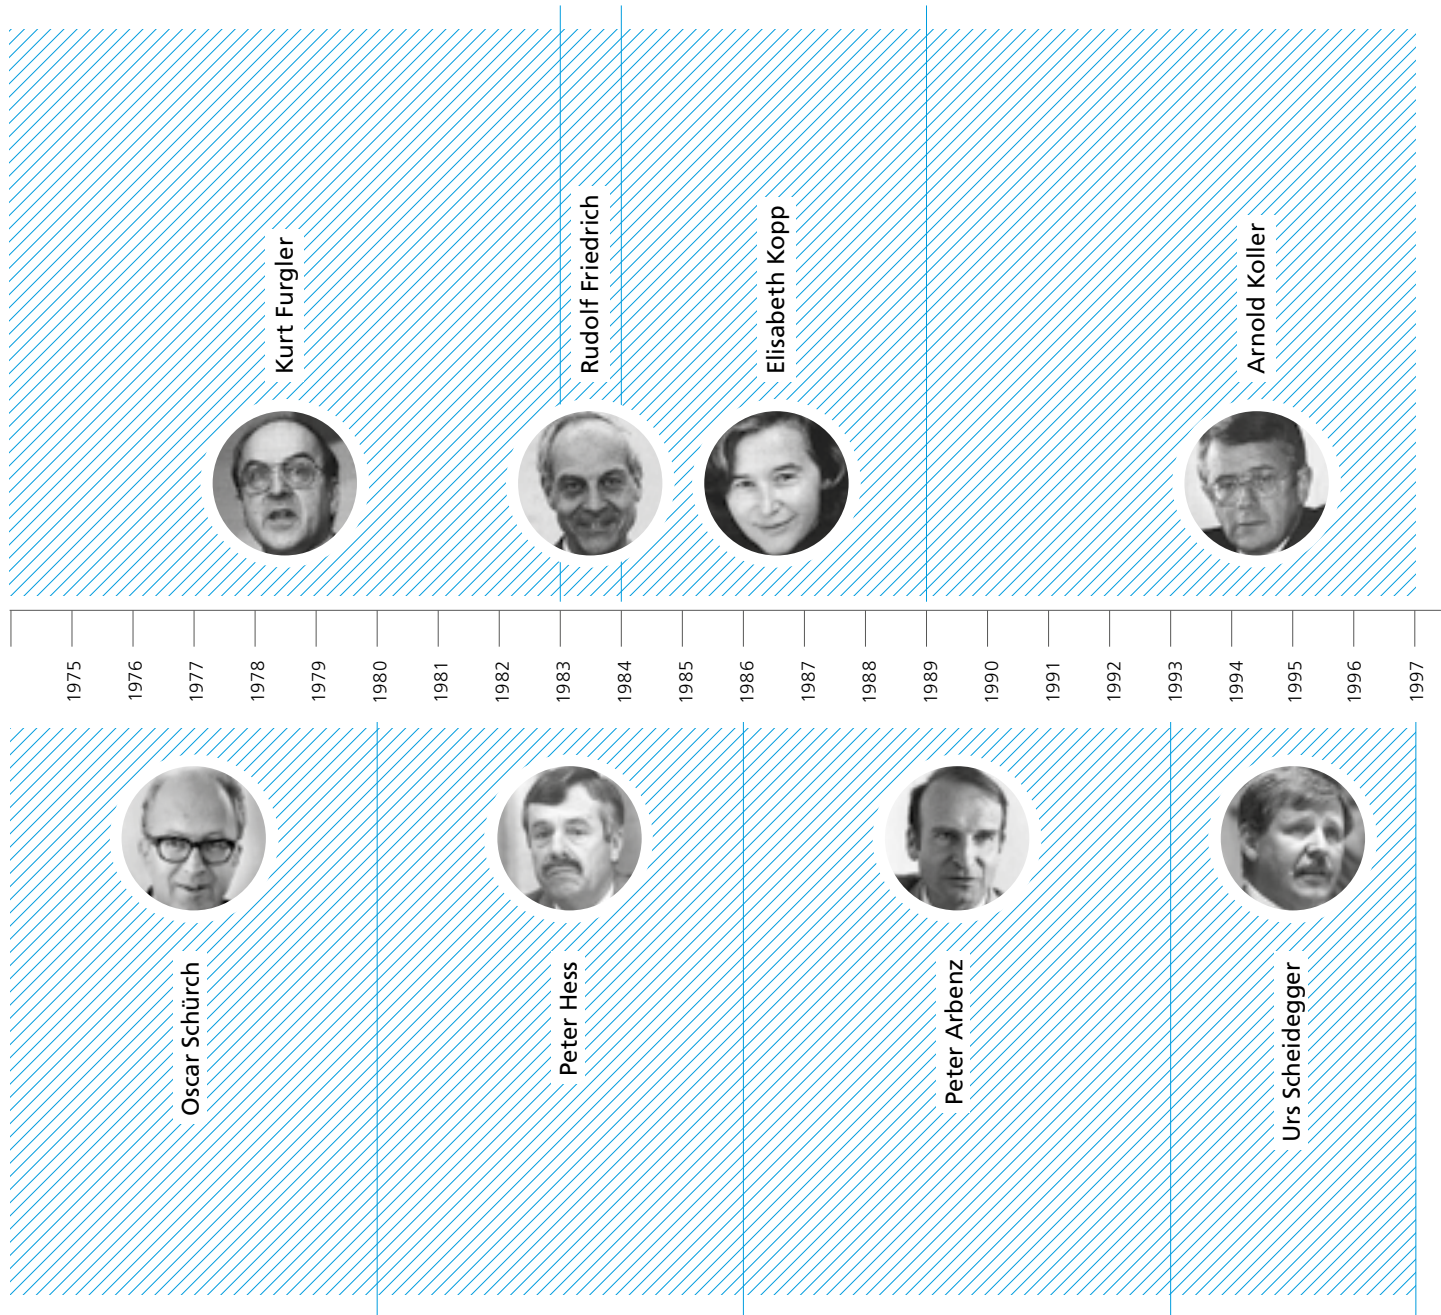 Kurt Furgler
Rudolf Friedrich
Elisabeth Kopp
Arnold Koller
1975
1976
1977
1978
1979
1980
1981
1982
1983
1984
1985
1986
1987
1988
1989
1990
1991
1992
1993
1994
1995
1996
1997
Oscar Schürch
Peter Hess
Peter Arbenz
Urs Scheidegger